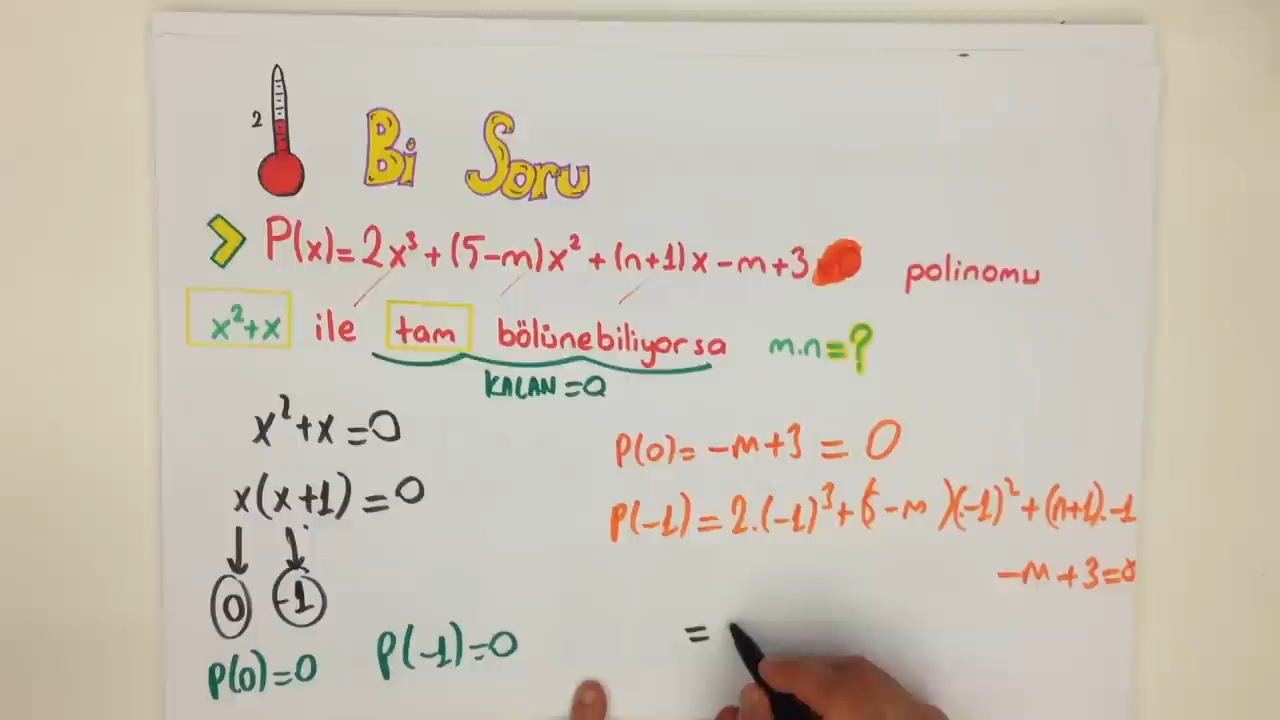 2
Bi Soru
P(x)=2x³+(5-m)x²+(n+1)x-m+3 polinomu
x²+x ile tam bölünebiliyorsa m.n=?
KALAN=0
x²+x=0
x(x+1)=0
0 -1
P(0)=0 P(-1)=0
P(0)=-m+3=0
P(-1)=2.(-1)³+(5-m)(-1)²+(n+1).-1
-m+3=0
=